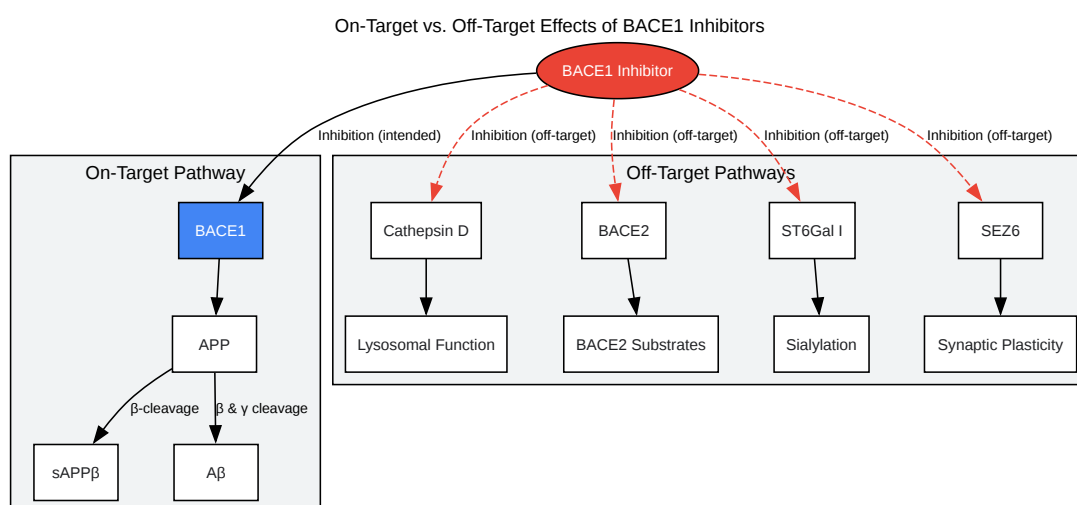 On-Target vs. Off-Target Effects of BACE1 Inhibitors
BACE1 Inhibitor
Inhibition (intended)
Inhibition (off-target)
Inhibition (off-target)
Inhibition (off-target)
Inhibition (off-target)
On-Target Pathway
Off-Target Pathways
BACE1
Cathepsin D
BACE2
ST6Gal I
SEZ6
APP
Lysosomal Function
BACE2 Substrates
Sialylation
Synaptic Plasticity
β-cleavage
β & γ cleavage
sAPPβ
Aβ